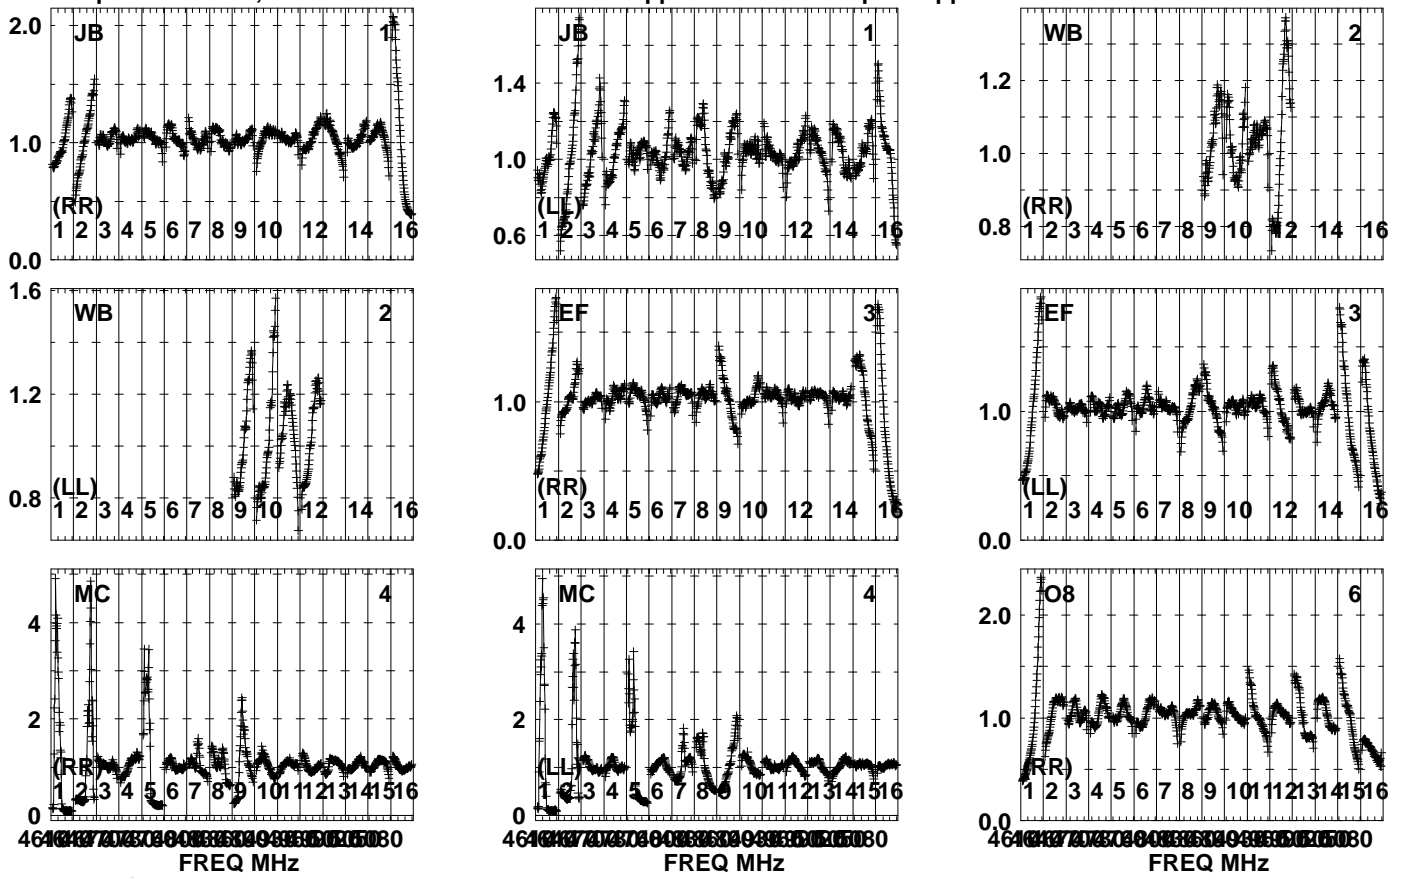 JB 1
2.0
1.0
0.0
(RR)
1 2 3 4 5 6 7 8 9 10 12 14 16
JB 1
1.4
1.0
0.6
(LL)
1 2 3 4 5 6 7 8 9 10 12 14 16
WB 2
1.2
1.0
0.8
(RR)
1 2 3 4 5 6 7 8 9 10 12 14 16
WB 2
1.6
1.2
0.8
(LL)
1 2 3 4 5 6 7 8 9 10 12 14 16
EF 3
1.0
0.0
(RR)
1 2 3 4 5 6 7 8 9 10 12 14 16
EF 3
1.0
0.0
(LL)
1 2 3 4 5 6 7 8 9 10 12 14 16
MC 4
4
2
0
(RR)
1 2 3 4 5 6 7 8 9 10 11 12 13 14 15 16
FREQ MHz
MC 4
4
2
0
(LL)
1 2 3 4 5 6 7 8 9 10 12 13 14 15 16
FREQ MHz
O8 6
2.0
1.0
0.0
(RR)
1 2 3 4 5 6 7 8 9 10 11 11 12 13 14 15 16
FREQ MHz